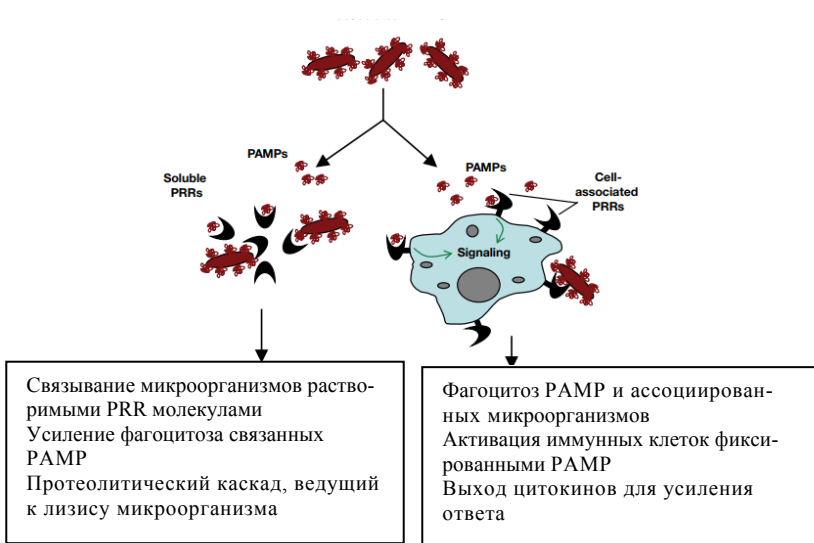 PAMPs
Soluble
PRRs
PAMPs
Cell-
associated
PRRs
Signaling
Связывание микроорганизмов раство-
римыми PRR молекулами
Усиление фагоцитоза связанных
PAMP
Протеолитический каскад, ведущий
к лизису микроорганизма
Фагоцитоз PAMP и ассоциирован-
ных микроорганизмов
Активация иммунных клеток фикси-
рованными PAMP
Выход цитокинов для усиления
ответа